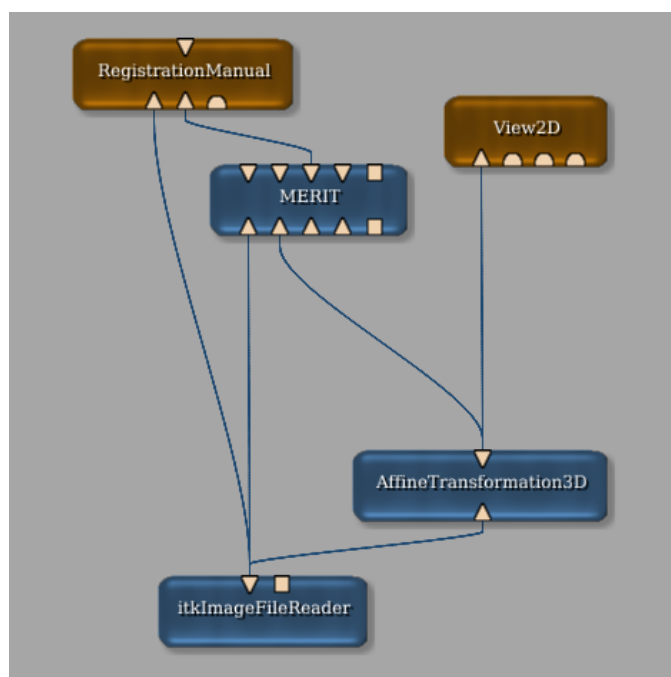 RegistrationManual
View2D
MERIT
AffineTransformation3D
itkImageFileReader